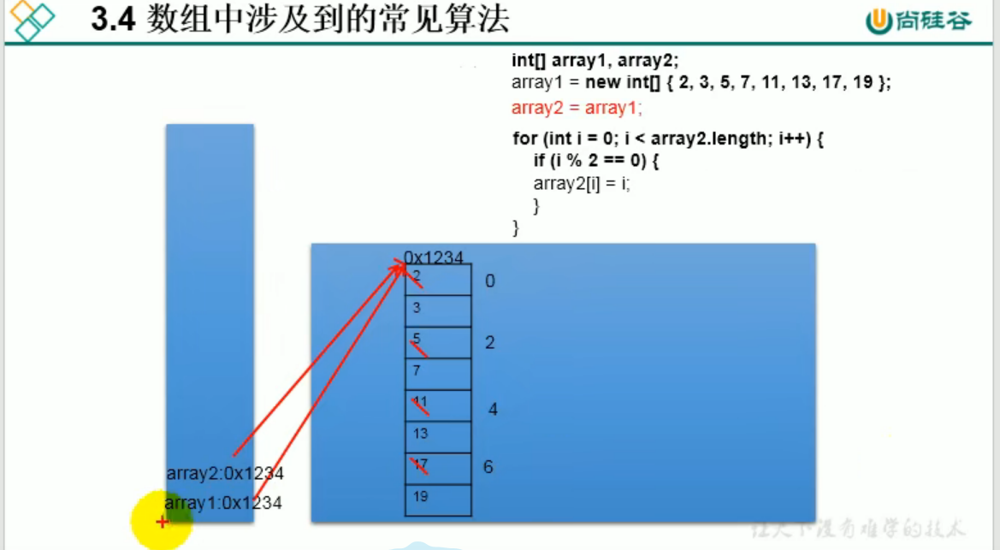 3.4 数组中涉及到的常见算法
尚硅谷
int[] array1, array2;
array1 = new int[] { 2, 3, 5, 7, 11, 13, 17, 19 };
array2 = array1;
for (int i = 0; i < array2.length; i++) {
if (i % 2 == 0) {
array2[i] = i;
}
}
0x1234
2 0
3
5 2
7
11 4
13
17 6
19
array2:0x1234
array1:0x1234
让天下没有难学的技术